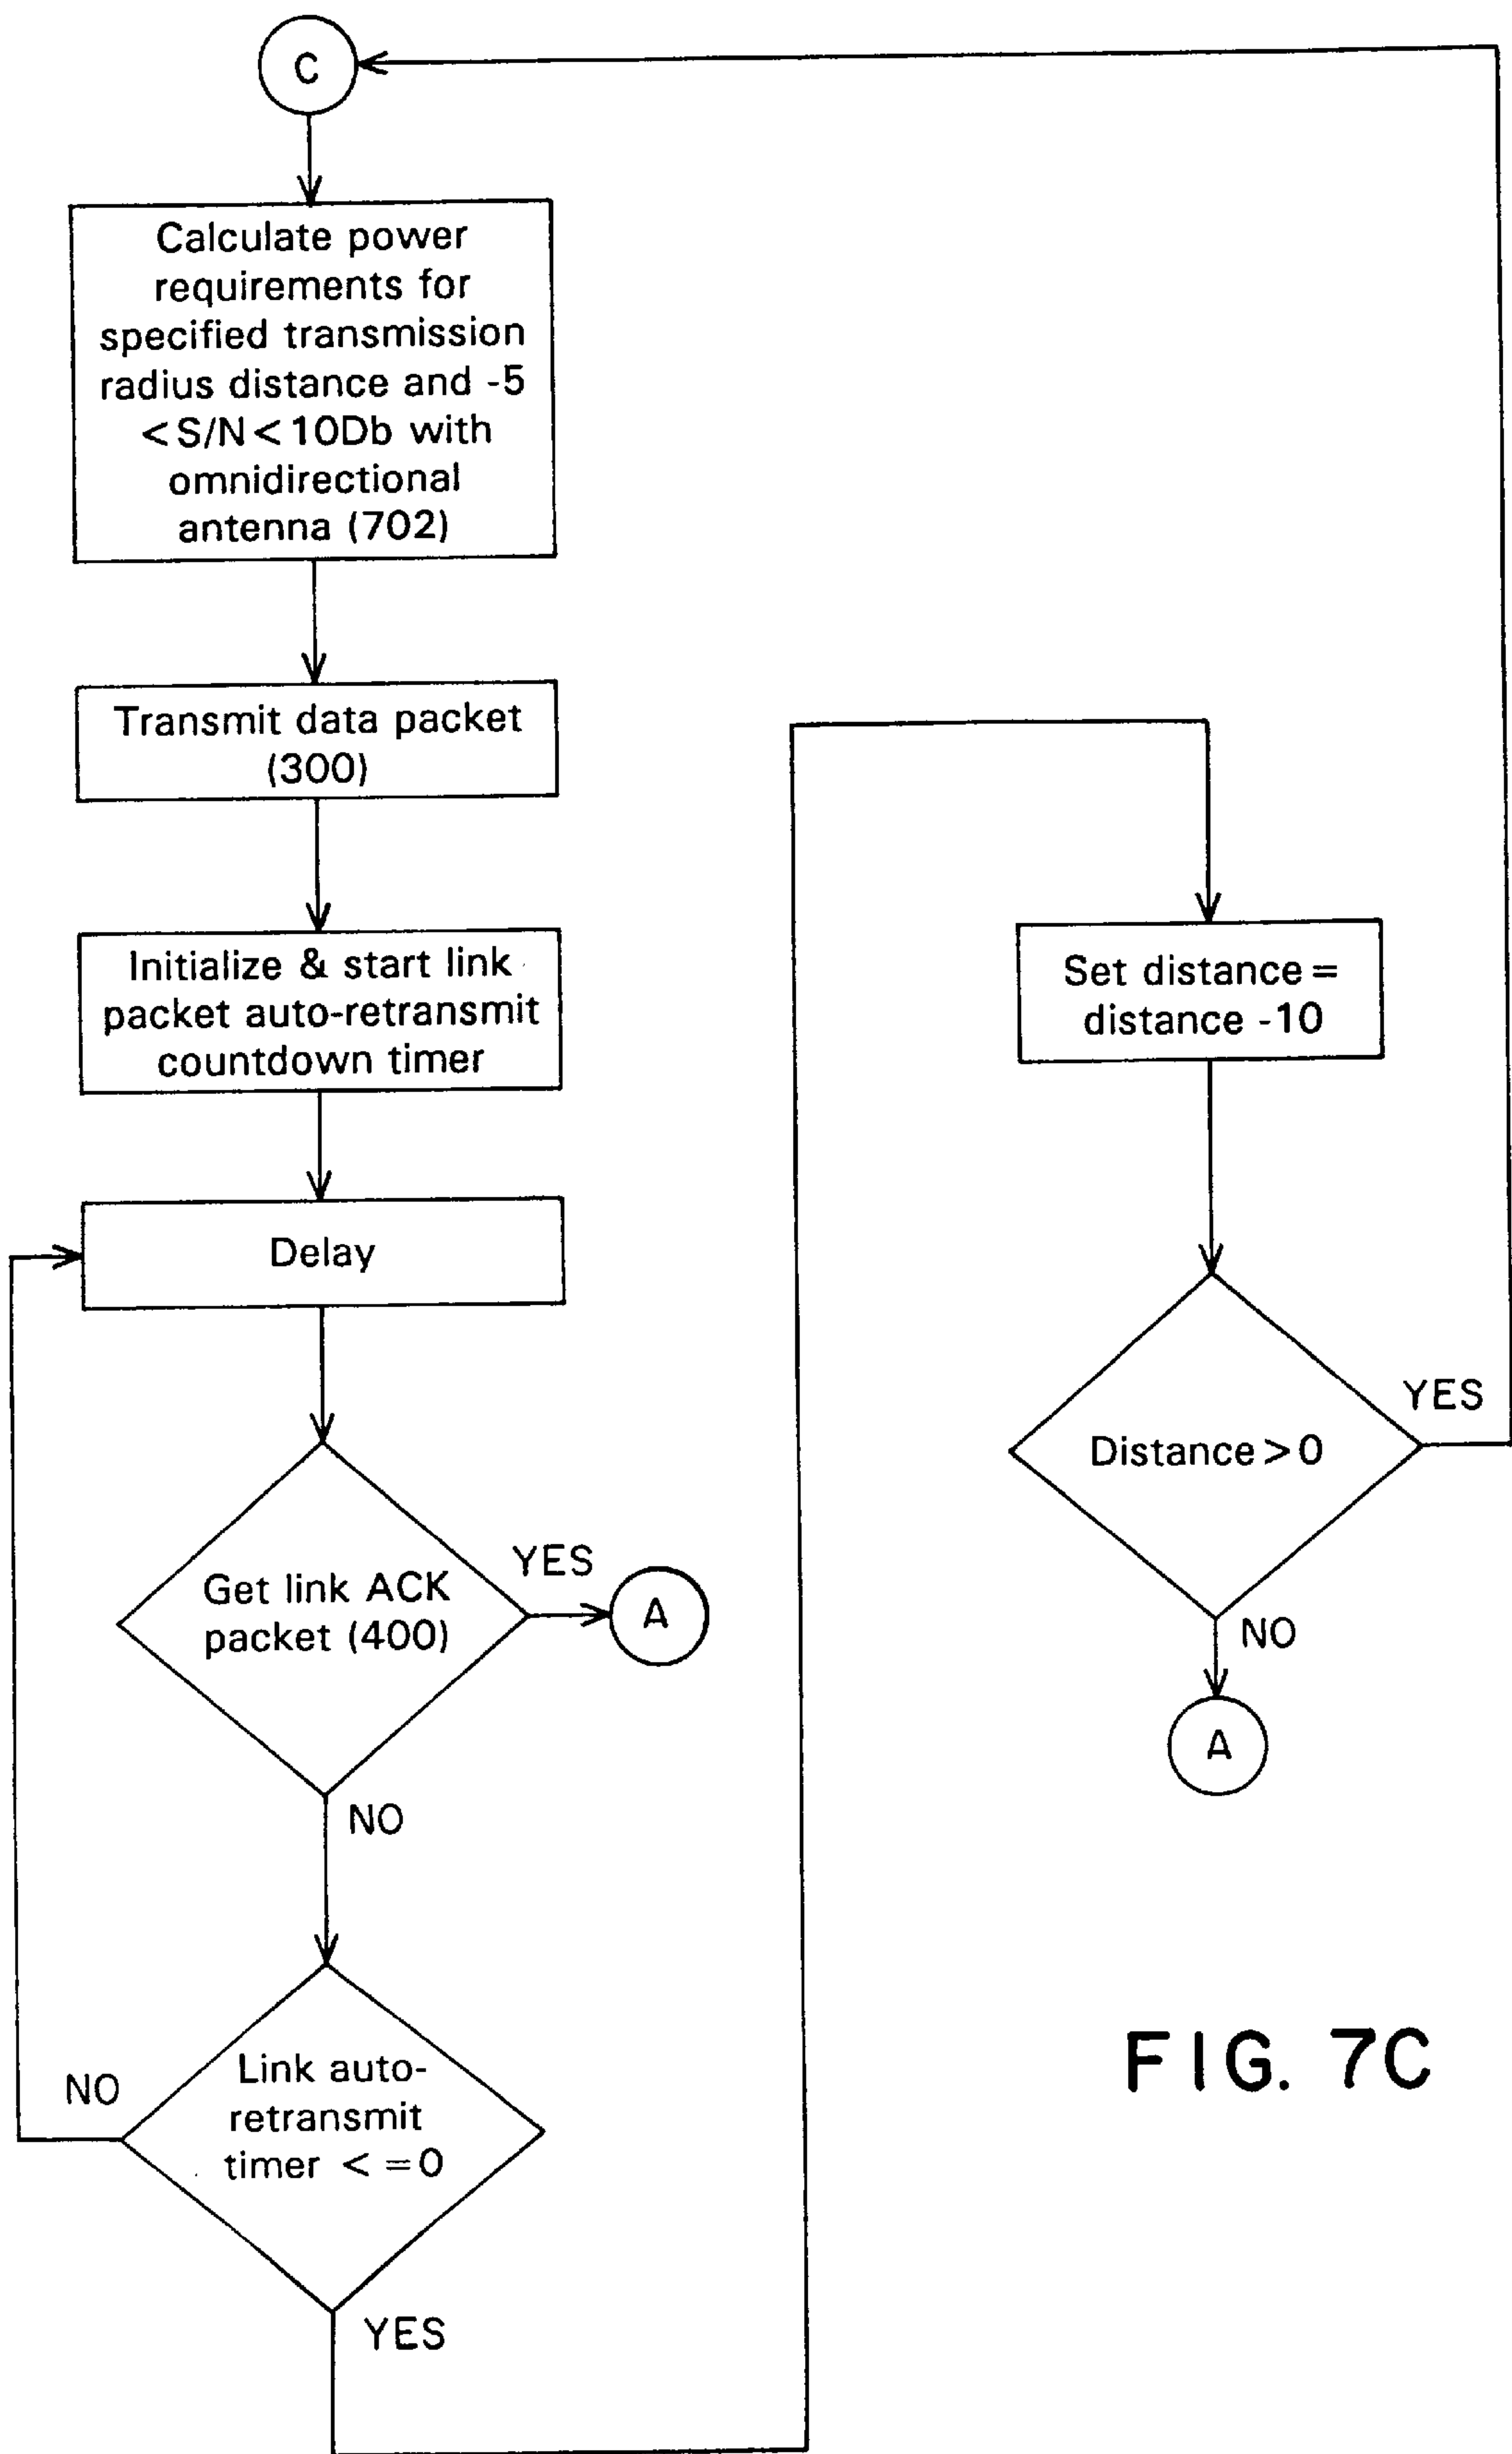 C
Calculate power
requirements for
specified transmission
radius distance and -5
<S/N<10Db with
omnidirectional
antenna (702)
Transmit data packet
(300)
Initialize & start link
packet auto-retransmit
countdown timer
Delay
Get link ACK
packet (400)
YES
A
NO
Link auto-
retransmit
timer <=0
NO
YES
Set distance=
distance -10
Distance>0
YES
NO
A
FIG. 7C